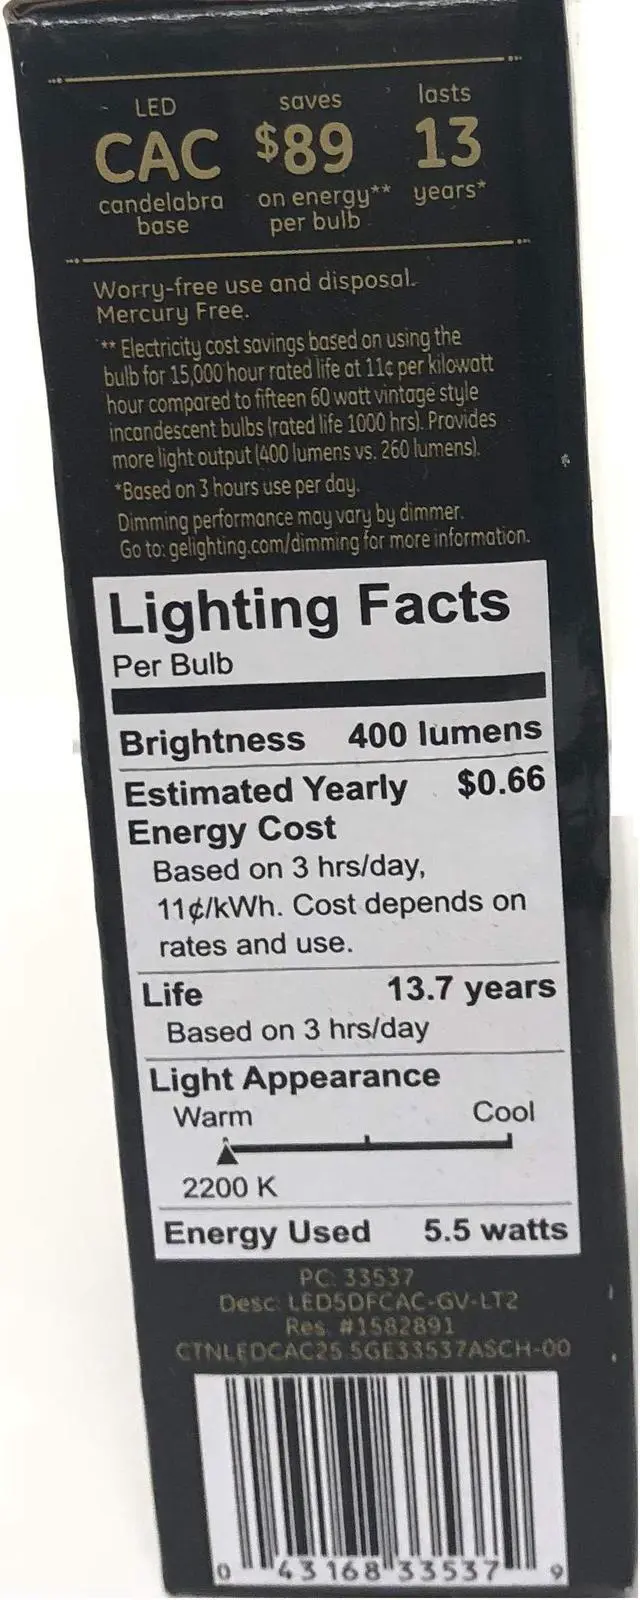 LED
CAC
candelabra
base
saves
$89
on energy**
per bulb
lasts
13
years*
Worry-free use and disposal.
Mercury Free.
** Electricity cost savings based on using the
bulb for 15,000 hour rated life at 11¢ per kilowatt
hour compared to fifteen 60 watt vintage style
incandescent bulbs (rated life 1000 hrs). Provides
more light output (400 lumens vs. 260 lumens).
*Based on 3 hours use per day.
Dimming performance may vary by dimmer.
Go to: gelighting.com/dimming for more information.
Lighting Facts
Per Bulb
Brightness 400 lumens
Estimated Yearly $0.66
Energy Cost
Based on 3 hrs/day,
11¢/kWh. Cost depends on
rates and use.
Life 13.7 years
Based on 3 hrs/day
Light Appearance
Warm Cool
2200 K
Energy Used 5.5 watts
PC: 33537
Desc: LED5DFCAC-GV-LT2
Res. #1582891
CTNLEDCAC25.5GE33537ASCH-00
0 43168 33537 9